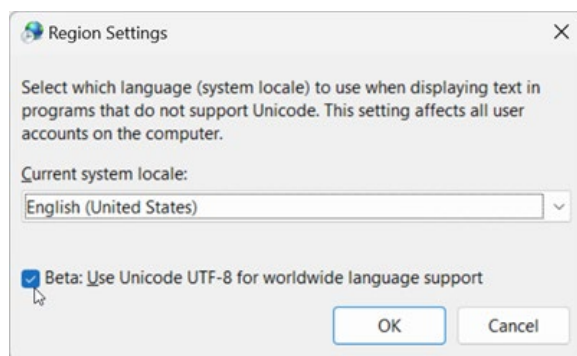 Region Settings
Select which language (system locale) to use when displaying text in
programs that do not support Unicode. This setting affects all user
accounts on the computer.
Current system locale:
English (United States)
Beta: Use Unicode UTF-8 for worldwide language support
OK Cancel